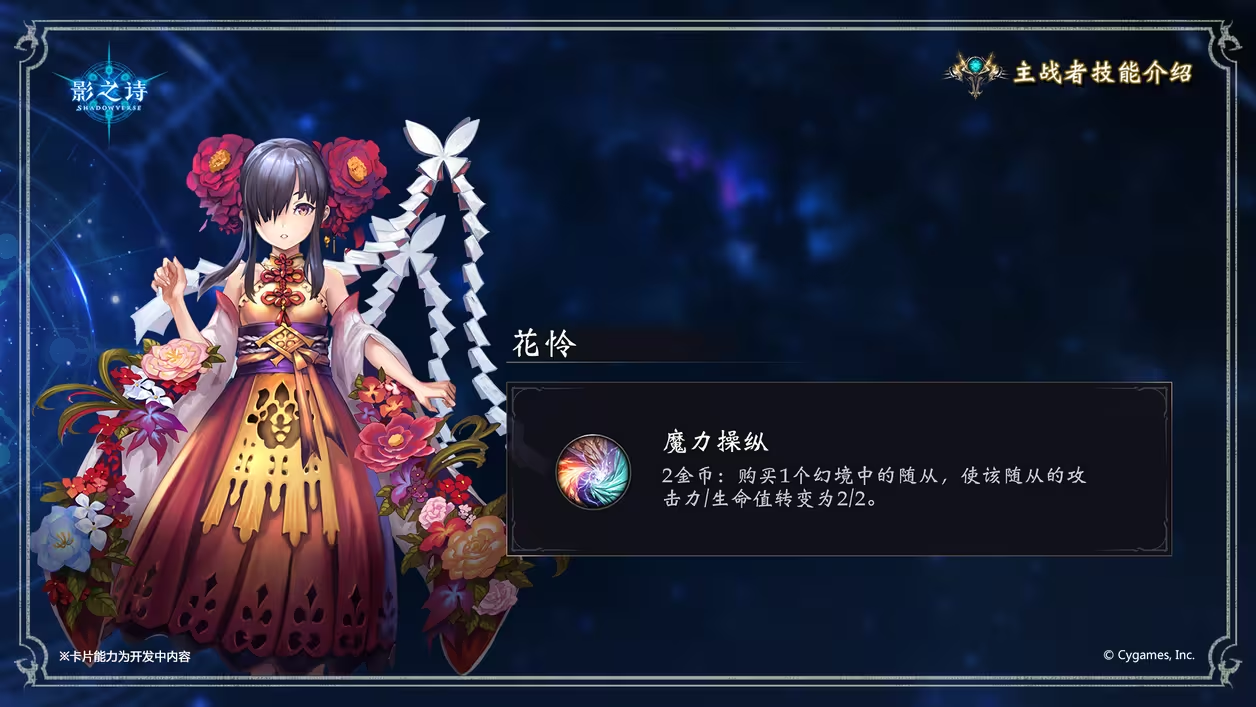 影之诗
SHADOWVERSE
主战者技能介绍
花怜
魔力操纵
2金币：购买1个幻境中的随从，使该随从的攻
击力/生命值转变为2/2。
※卡片能力为开发中内容
© Cygames, Inc.